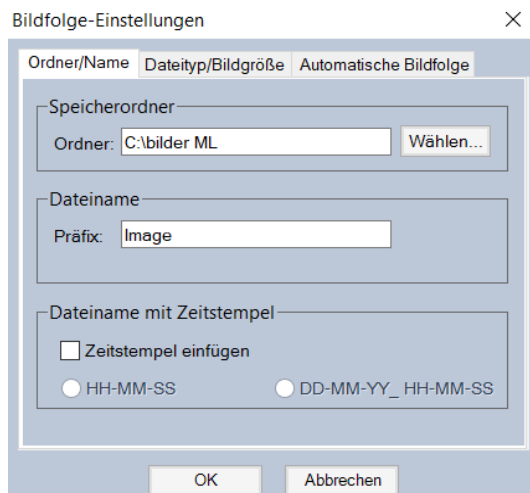 Bildfolge-Einstellungen
Ordner/Name Dateityp/Bildgröße Automatische Bildfolge
Speicherordner
Ordner: C:\bilder ML Wählen...
Dateiname
Präfix: Image
Dateiname mit Zeitstempel
Zeitstempel einfügen
HH-MM-SS DD-MM-YY_ HH-MM-SS
OK Abbrechen